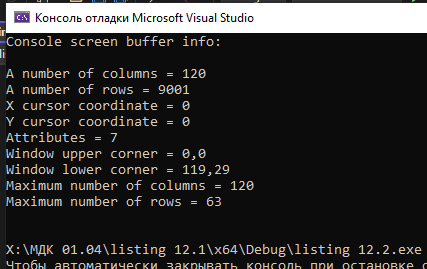 Консоль отладки Microsoft Visual Studio
Console screen buffer info:
A number of columns = 120
A number of rows = 9001
X cursor coordinate = 0
Y cursor coordinate = 0
Attributes = 7
Window upper corner = 0,0
Window lower corner = 119,29
Maximum number of columns = 120
Maximum number of rows = 63
X:\МДК 01.04\listing 12.1\x64\Debug\listing 12.2.exe
Чтобы автоматически закрывать консоль при остановке